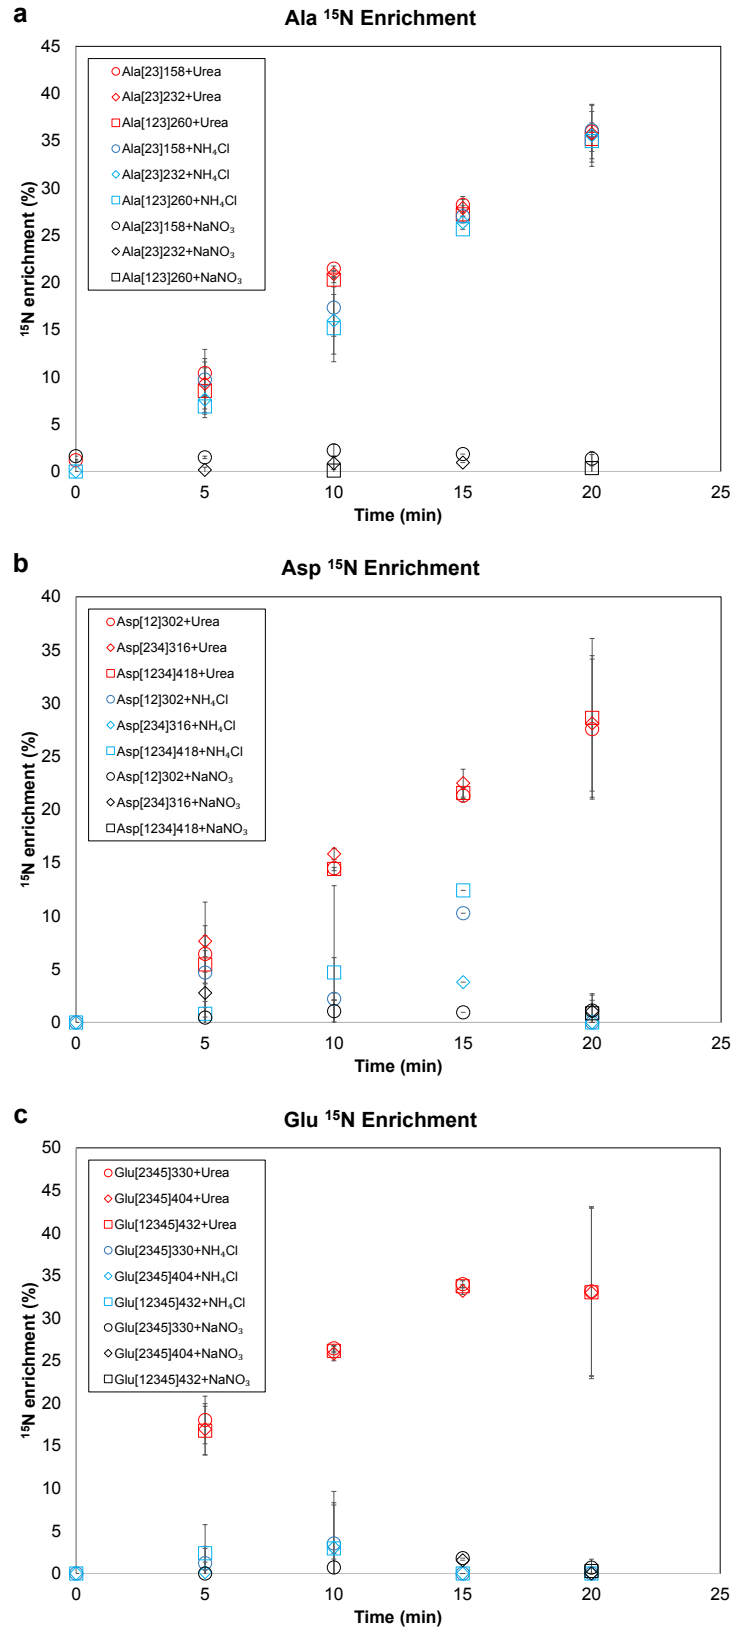 a
Ala ¹⁵N Enrichment
¹⁵N enrichment (%)
45
40
35
30
25
20
15
10
5
0
Ala[23]158+Urea
Ala[23]232+Urea
Ala[123]260+Urea
Ala[23]158+NH₄Cl
Ala[23]232+NH₄Cl
Ala[123]260+NH₄Cl
Ala[23]158+NaNO₃
Ala[23]232+NaNO₃
Ala[123]260+NaNO₃
0 5 10 15 20 25
Time (min)
b
Asp ¹⁵N Enrichment
¹⁵N enrichment (%)
40
35
30
25
20
15
10
5
0
Asp[12]302+Urea
Asp[234]316+Urea
Asp[1234]418+Urea
Asp[12]302+NH₄Cl
Asp[234]316+NH₄Cl
Asp[1234]418+NH₄Cl
Asp[12]302+NaNO₃
Asp[234]316+NaNO₃
Asp[1234]418+NaNO₃
0 5 10 15 20 25
Time (min)
c
Glu ¹⁵N Enrichment
¹⁵N enrichment (%)
50
45
40
35
30
25
20
15
10
5
0
Glu[2345]330+Urea
Glu[2345]404+Urea
Glu[12345]432+Urea
Glu[2345]330+NH₄Cl
Glu[2345]404+NH₄Cl
Glu[12345]432+NH₄Cl
Glu[2345]330+NaNO₃
Glu[2345]404+NaNO₃
Glu[12345]432+NaNO₃
0 5 10 15 20 25
Time (min)